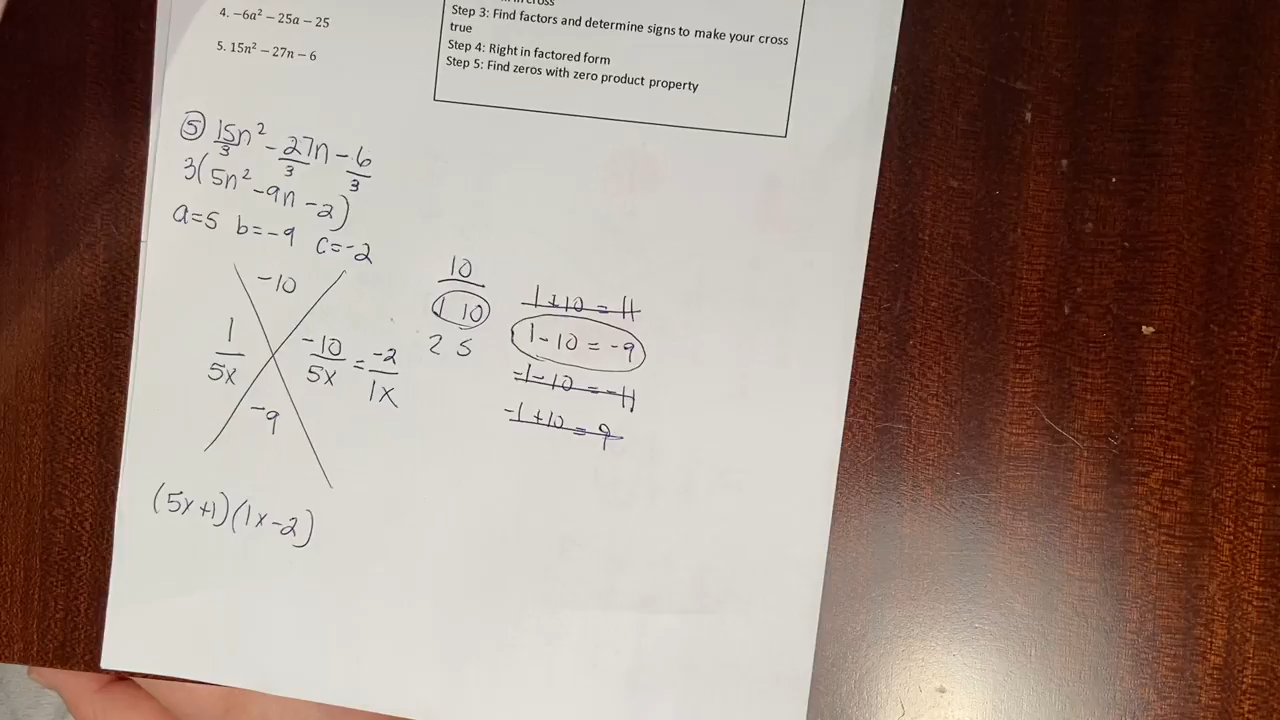 4. −6a² − 25a − 25
5. 15n² − 27n − 6
Step 3: Find factors and determine signs to make your cross
true
Step 4: Right in factored form
Step 5: Find zeros with zero product property
⑤ 15n²/3 − 27n/3 − 6/3
3(5n² − 9n − 2)
a=5 b=−9 c=−2
−10
1/5x −10/5x = −2/1x
−9
10
1 10
2 5
1+10 = 11
1−10 = −9
−1−10 = −11
−1+10 = 9
(5x+1)(1x−2)